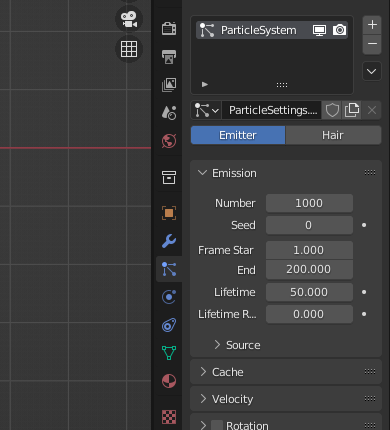 ParticleSystem
ParticleSettings....
Emitter Hair
Emission
Number 1000
Seed 0
Frame Star 1.000
End 200.000
Lifetime 50.000
Lifetime R... 0.000
Source
Cache
Velocity
Rotation